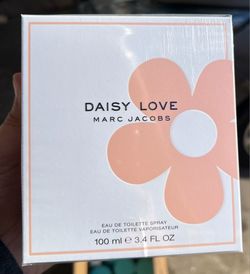 DAISY LOVE
MARC JACOBS
EAU DE TOILETTE SPRAY
EAU DE TOILETTE VAPORISATEUR
100 ml ℮ 3.4 FL OZ